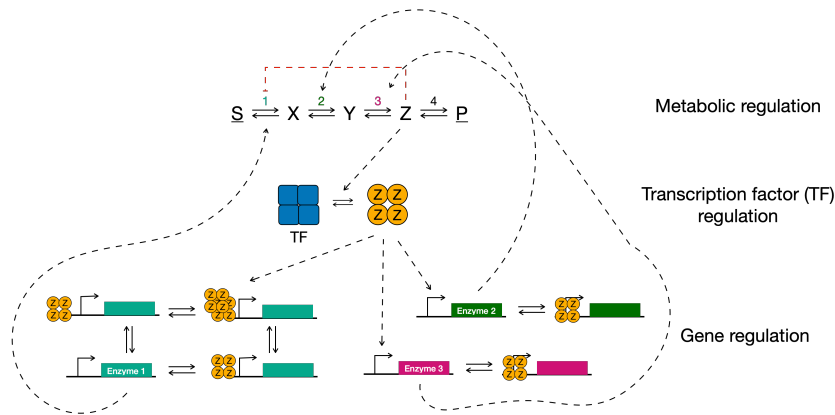 1 2 3 4
S X Y Z P
Metabolic regulation
Transcription factor (TF)
regulation
Z Z
Z Z
TF
Z Z
Z Z
Z Z
Z Z Z
Z Z
Enzyme 2
Z Z
Z Z
Gene regulation
Enzyme 1
Z Z
Z Z
Enzyme 3
Z Z
Z Z